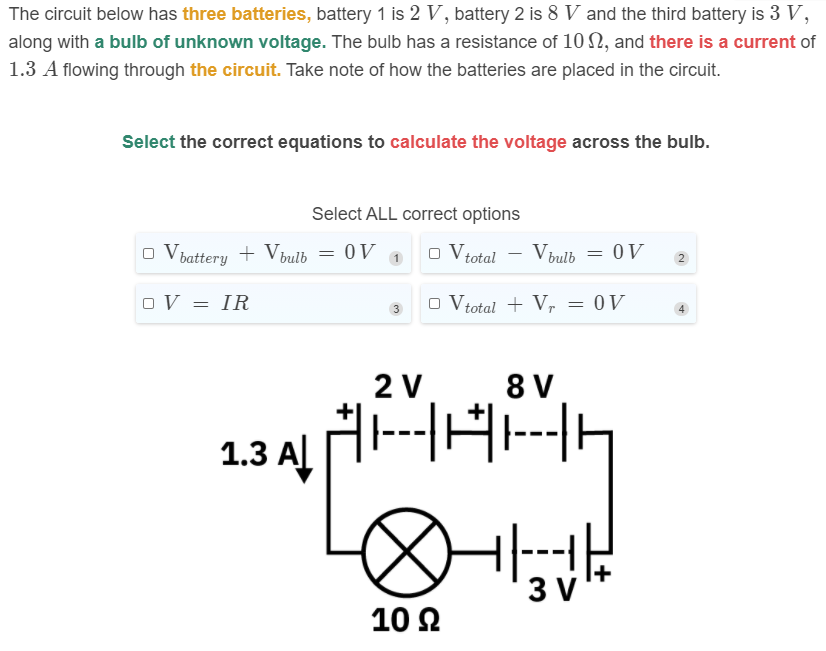 The circuit below has three batteries, battery 1 is 2 V, battery 2 is 8 V and the third battery is 3 V,
along with a bulb of unknown voltage. The bulb has a resistance of 10 Ω, and there is a current of
1.3 A flowing through the circuit. Take note of how the batteries are placed in the circuit.
Select the correct equations to calculate the voltage across the bulb.
Select ALL correct options
V_battery + V_bulb = 0 V 1
V_total − V_bulb = 0 V 2
V = IR 3
V_total + V_r = 0 V 4
2 V 8 V
+ +
1.3 A
+
3 V
10 Ω